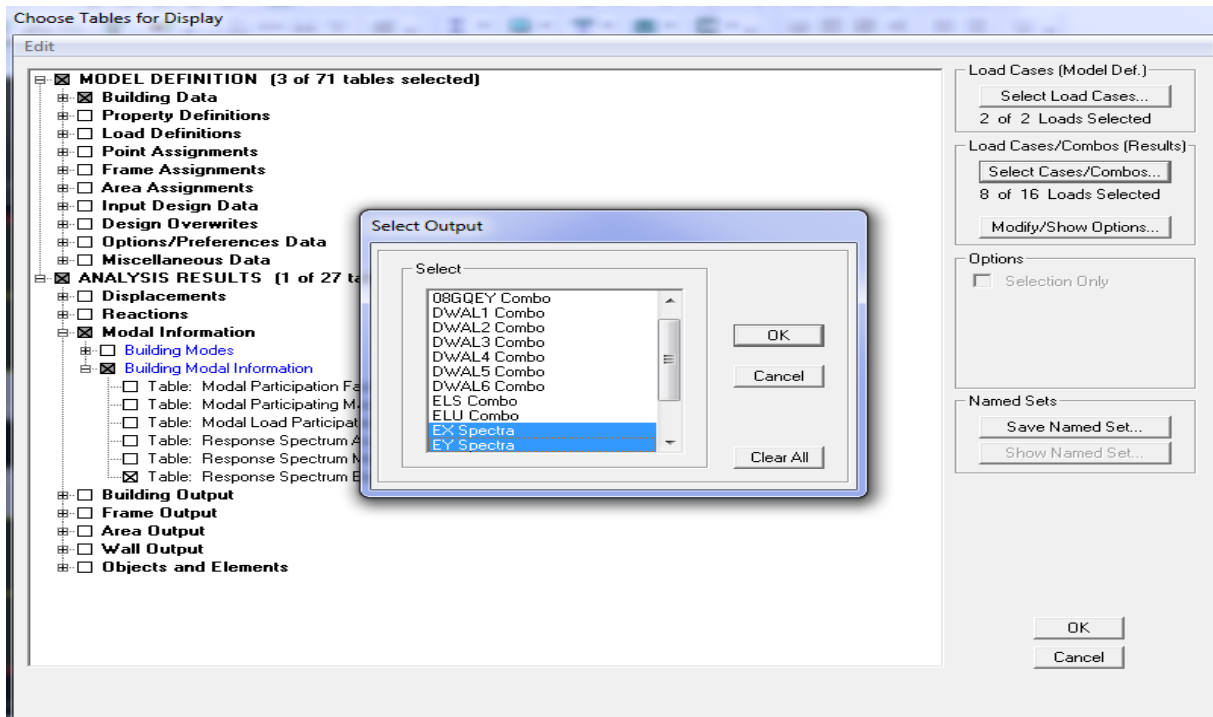 Choose Tables for Display
Edit
MODEL DEFINITION (3 of 71 tables selected)
Building Data
Property Definitions
Load Definitions
Point Assignments
Frame Assignments
Area Assignments
Input Design Data
Design Overwrites
Options/Preferences Data
Miscellaneous Data
ANALYSIS RESULTS (1 of 27 ta
Displacements
Reactions
Modal Information
Building Modes
Building Modal Information
Table: Modal Participation Fa
Table: Modal Participating M
Table: Modal Load Participat
Table: Response Spectrum A
Table: Response Spectrum M
Table: Response Spectrum B
Building Output
Frame Output
Area Output
Wall Output
Objects and Elements
Select Output
Select
08GQEY Combo
DWAL1 Combo
DWAL2 Combo
DWAL3 Combo
DWAL4 Combo
DWAL5 Combo
DWAL6 Combo
ELS Combo
ELU Combo
EX Spectra
EY Spectra
OK
Cancel
Clear All
Load Cases (Model Def.)
Select Load Cases...
2 of 2 Loads Selected
Load Cases/Combos (Results)
Select Cases/Combos...
8 of 16 Loads Selected
Modify/Show Options...
Options
Selection Only
Named Sets
Save Named Set...
Show Named Set...
OK
Cancel